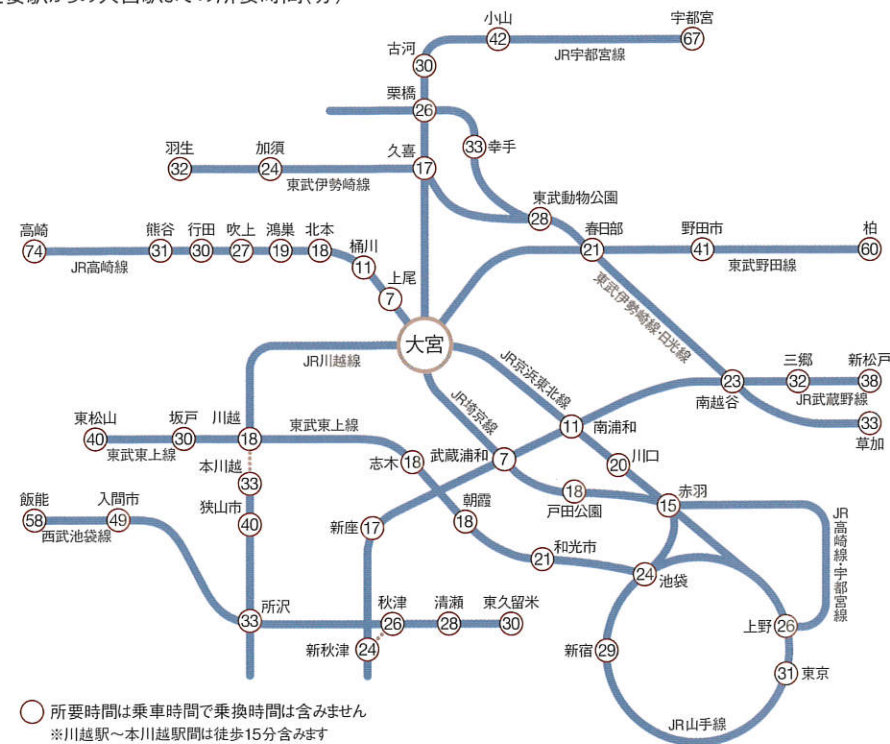 小山
42
宇都宮
67
JR宇都宮線
古河
30
栗橋
26
幸手
33
羽生
32
加須
24
東武伊勢崎線
久喜
17
東武動物公園
28
春日部
21
野田市
41
柏
60
東武野田線
高崎
74
JR高崎線
熊谷
31
行田
30
吹上
27
鴻巣
19
北本
18
桶川
11
上尾
7
東武伊勢崎線・日光線
大宮
JR川越線
JR京浜東北線
JR埼京線
南越谷
23
三郷
32
新松戸
38
JR武蔵野線
草加
33
東松山
40
坂戸
30
東武東上線
川越
18
東武東上線
本川越
33
志木
18
武蔵浦和
7
南浦和
11
川口
20
戸田公園
18
赤羽
15
狭山市
40
飯能
58
入間市
49
西武池袋線
新座
17
朝霞
18
和光市
21
池袋
24
JR高崎線・宇都宮線
所沢
33
秋津
26
清瀬
28
東久留米
30
新秋津
24
新宿
29
上野
26
東京
31
JR山手線
所要時間は乗車時間で乗換時間は含みません
※川越駅〜本川越駅間は徒歩15分含みます